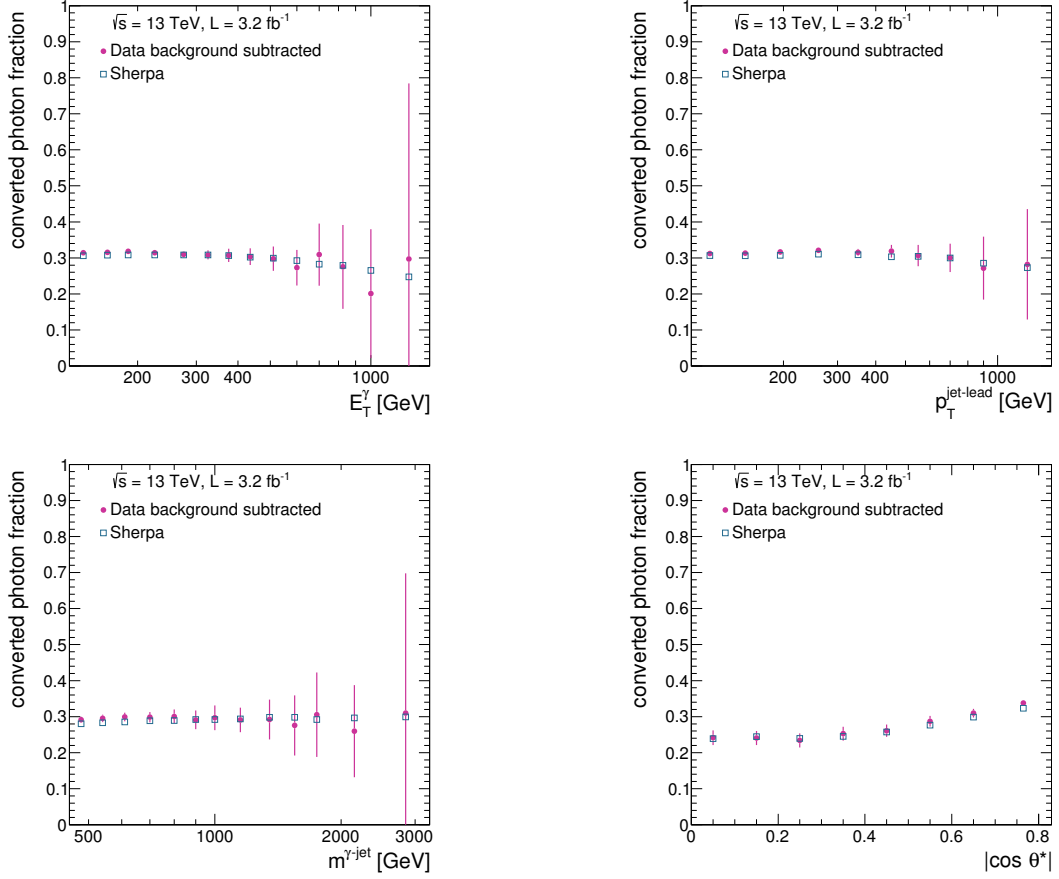 converted photon fraction
√s = 13 TeV, L = 3.2 fb⁻¹
Data background subtracted
Sherpa
1
0.9
0.8
0.7
0.6
0.5
0.4
0.3
0.2
0.1
0
200 300 400 1000
E_T^γ [GeV]
converted photon fraction
√s = 13 TeV, L = 3.2 fb⁻¹
Data background subtracted
Sherpa
1
0.9
0.8
0.7
0.6
0.5
0.4
0.3
0.2
0.1
0
200 300 400 1000
p_T^jet-lead [GeV]
converted photon fraction
√s = 13 TeV, L = 3.2 fb⁻¹
Data background subtracted
Sherpa
1
0.9
0.8
0.7
0.6
0.5
0.4
0.3
0.2
0.1
0
500 1000 2000 3000
m^γ-jet [GeV]
converted photon fraction
√s = 13 TeV, L = 3.2 fb⁻¹
Data background subtracted
Sherpa
1
0.9
0.8
0.7
0.6
0.5
0.4
0.3
0.2
0.1
0
0 0.2 0.4 0.6 0.8
|cos θ*|